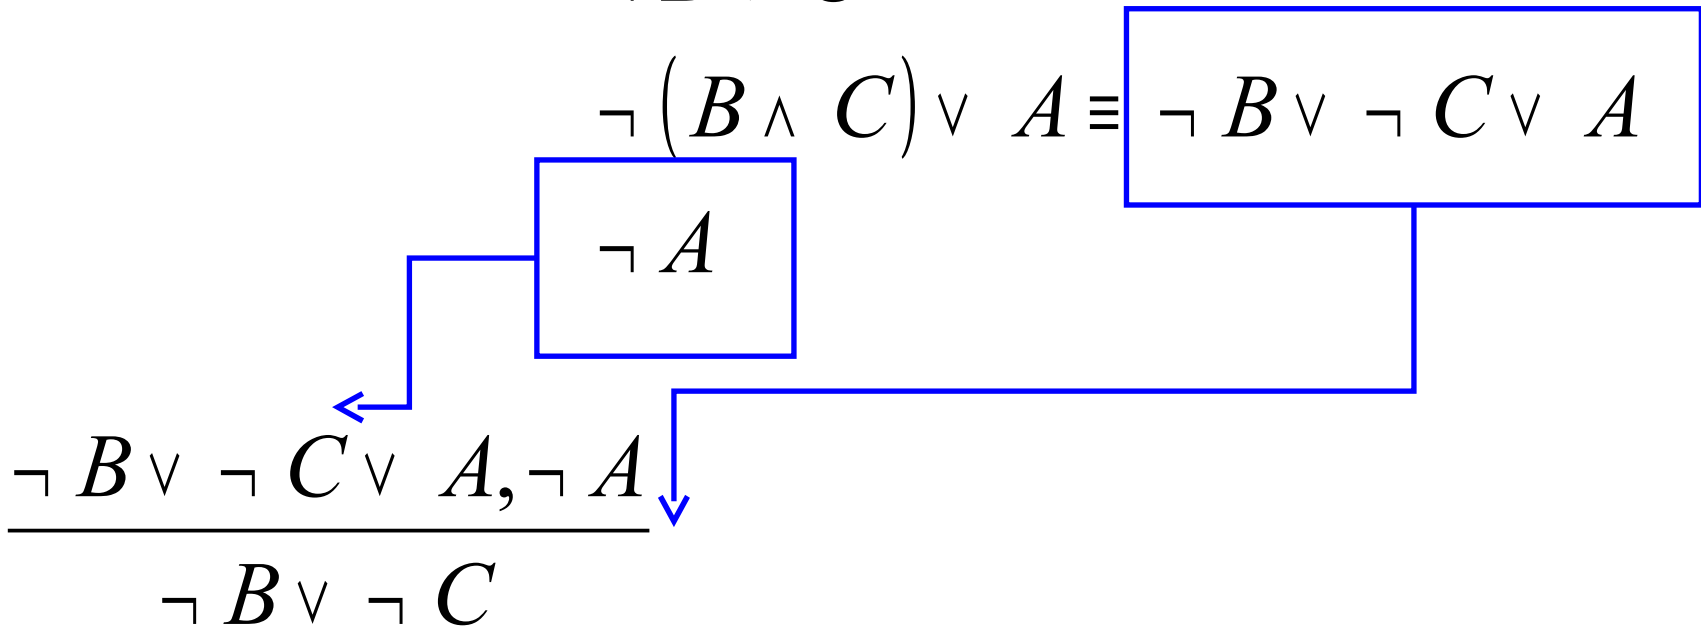 ¬ (B ∧ C) ∨ A ≡ ¬ B ∨ ¬ C ∨ A
¬ A
¬ B ∨ ¬ C ∨ A, ¬ A
¬ B ∨ ¬ C